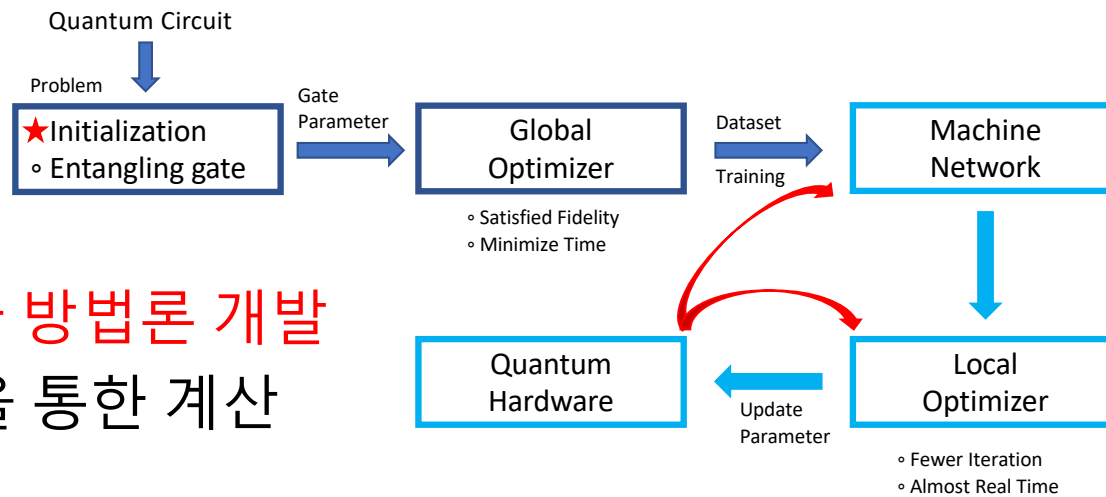 Quantum Circuit
Problem
★Initialization
∘ Entangling gate
Gate
Parameter
Global
Optimizer
∘ Satisfied Fidelity
∘ Minimize Time
Dataset
Training
Machine
Network
방법론 개발
통한 계산
Quantum
Hardware
Update
Parameter
Local
Optimizer
∘ Fewer Iteration
∘ Almost Real Time